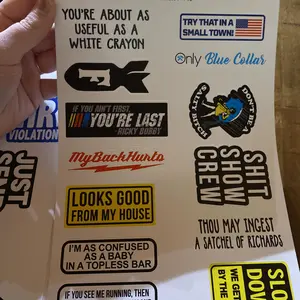 YOU'RE ABOUT AS
USEFUL AS A
WHITE CRAYON
TRY THAT IN A
SMALL TOWN!
Only Blue Collar
F
IF YOU AIN'T FIRST,
YOU'RE LAST
-RICKY BOBBY
DON'T BE A
SALTY BITCH
MyBackHurts
SHIT
SHOW
CREW
VIOLATION
JUST
LOOKS GOOD
FROM MY HOUSE
THOU MAY INGEST
A SATCHEL OF RICHARDS
I'M AS CONFUSED
AS A BABY
IN A TOPLESS BAR
IF YOU SEE ME RUNNING, THEN
WE GET
BY THE